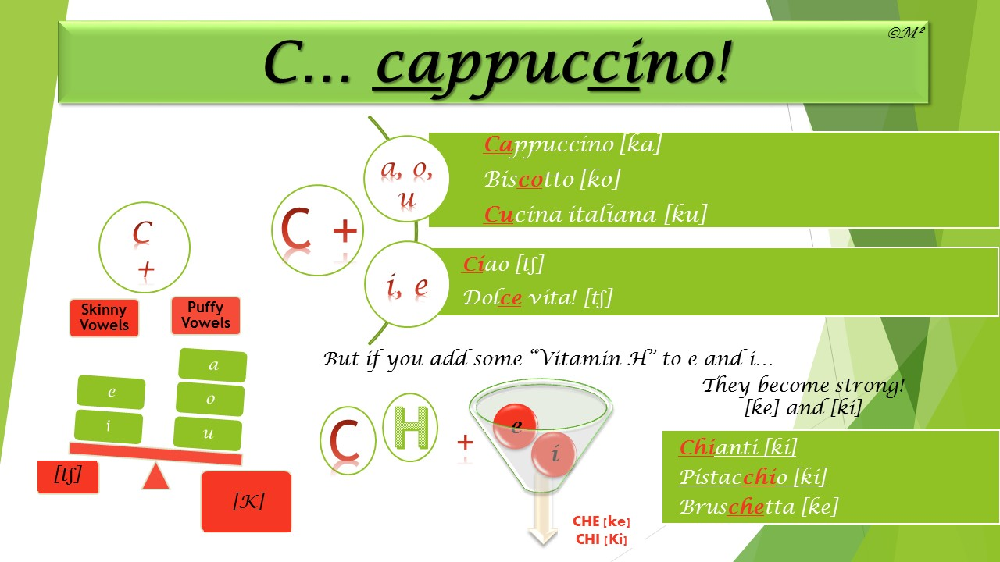 ©M²
C... cappuccino!
a, o,
u
Cappuccino [ka]
Biscotto [ko]
Cucina italiana [ku]
C +
i, e
Ciao [tʃ]
Dolce vita! [tʃ]
C
+
Skinny
Vowels
Puffy
Vowels
e
i
a
o
u
[tʃ]
[K]
But if you add some “Vitamin H” to e and i...
They become strong!
[ke] and [ki]
C H +
e
i
CHE [ke]
CHI [Ki]
Chianti [ki]
Pistacchio [ki]
Bruschetta [ke]